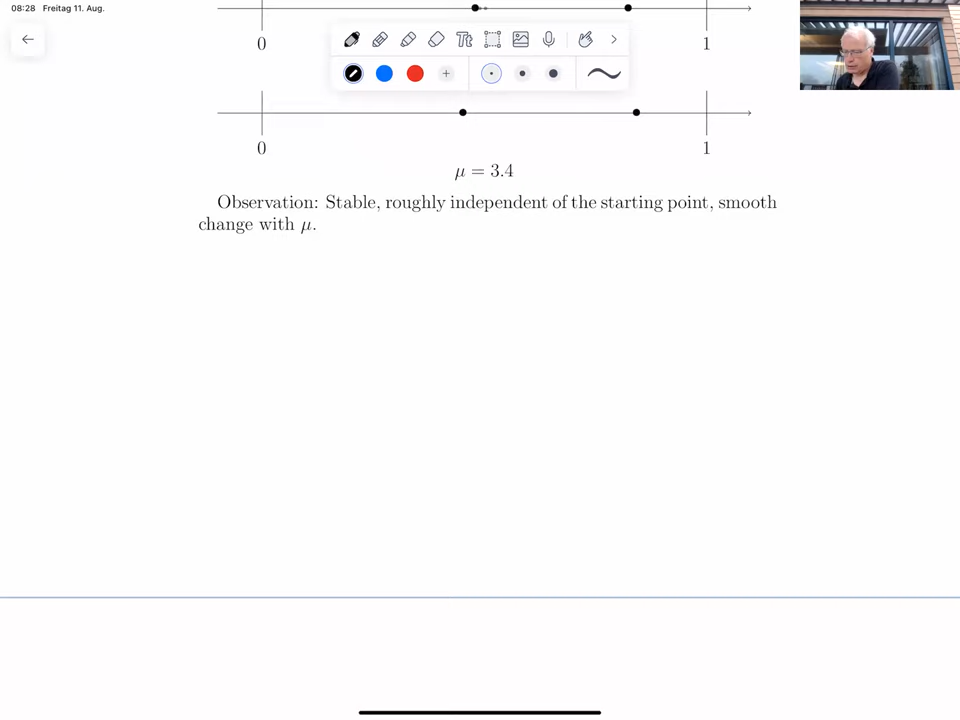 08:28 Freitag 11. Aug.
0 1
Tt
0 1
μ = 3.4
Observation: Stable, roughly independent of the starting point, smooth
change with μ.